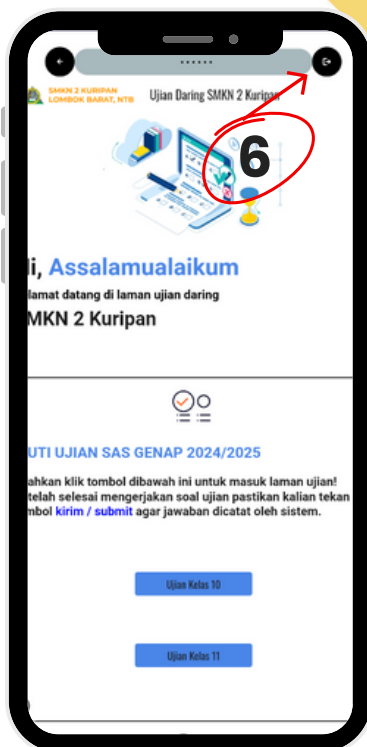 ......
SMKN 2 KURIPAN
LOMBOK BARAT, NTB
Ujian Daring SMKN 2 Kuripan
6
li, Assalamualaikum
lamat datang di laman ujian daring
MKN 2 Kuripan
UTI UJIAN SAS GENAP 2024/2025
ahkan klik tombol dibawah ini untuk masuk laman ujian!
telah selesai mengerjakan soal ujian pastikan kalian tekan
mbol kirim / submit agar jawaban dicatat oleh sistem.
Ujian Kelas 10
Ujian Kelas 11